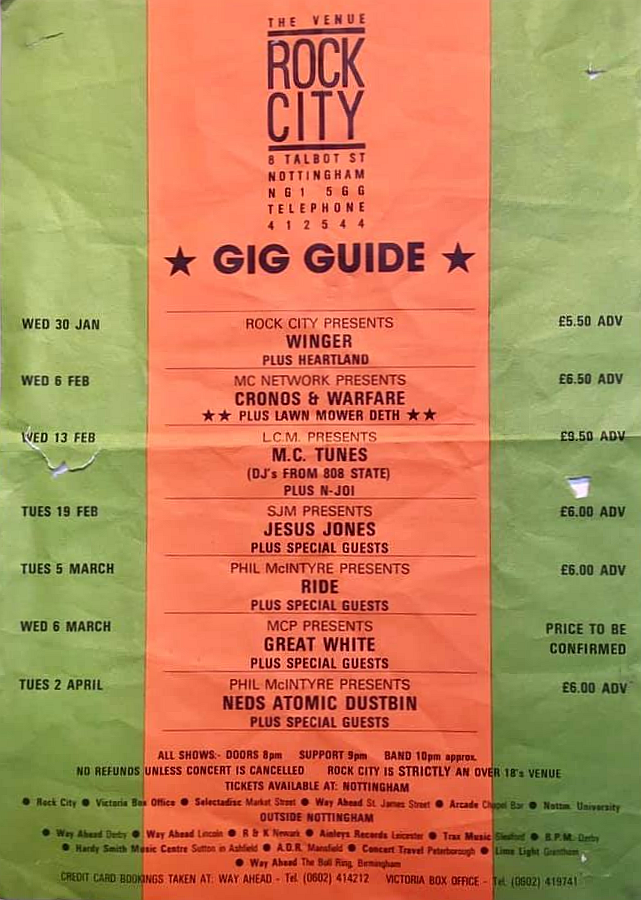 THE VENUE
ROCK
CITY
8 TALBOT ST
NOTTINGHAM
NG1 5GG
TELEPHONE
412544
★ GIG GUIDE ★
WED 30 JAN ROCK CITY PRESENTS £5.50 ADV
WINGER
PLUS HEARTLAND
WED 6 FEB MC NETWORK PRESENTS £6.50 ADV
CRONOS & WARFARE
★★ PLUS LAWN MOWER DETH ★★
WED 13 FEB L.C.M. PRESENTS £9.50 ADV
M.C. TUNES
(DJ's FROM 808 STATE)
PLUS N-JOI
TUES 19 FEB SJM PRESENTS £6.00 ADV
JESUS JONES
PLUS SPECIAL GUESTS
TUES 5 MARCH PHIL McINTYRE PRESENTS £6.00 ADV
RIDE
PLUS SPECIAL GUESTS
WED 6 MARCH MCP PRESENTS PRICE TO BE
GREAT WHITE CONFIRMED
PLUS SPECIAL GUESTS
TUES 2 APRIL PHIL McINTYRE PRESENTS £6.00 ADV
NEDS ATOMIC DUSTBIN
PLUS SPECIAL GUESTS
ALL SHOWS:- DOORS 8pm SUPPORT 9pm BAND 10pm approx.
NO REFUNDS UNLESS CONCERT IS CANCELLED ROCK CITY IS STRICTLY AN OVER 18's VENUE
TICKETS AVAILABLE AT: NOTTINGHAM
● Rock City ● Victoria Box Office ● Selectadisc Market Street ● Way Ahead St. James Street ● Arcade Chapel Bar ● Nottm. University
OUTSIDE NOTTINGHAM
● Way Ahead Derby ● Way Ahead Lincoln ● R & K Newark ● Ainleys Records Leicester ● Trax Music Sleaford ● B.P.M. Derby
● Hardy Smith Music Centre Sutton in Ashfield ● A.D.R. Mansfield ● Concert Travel Peterborough ● Lime Light Grantham
● Way Ahead The Bull Ring, Birmingham
CREDIT CARD BOOKINGS TAKEN AT: WAY AHEAD - Tel. (0602) 414212 VICTORIA BOX OFFICE - Tel. (0602) 419741